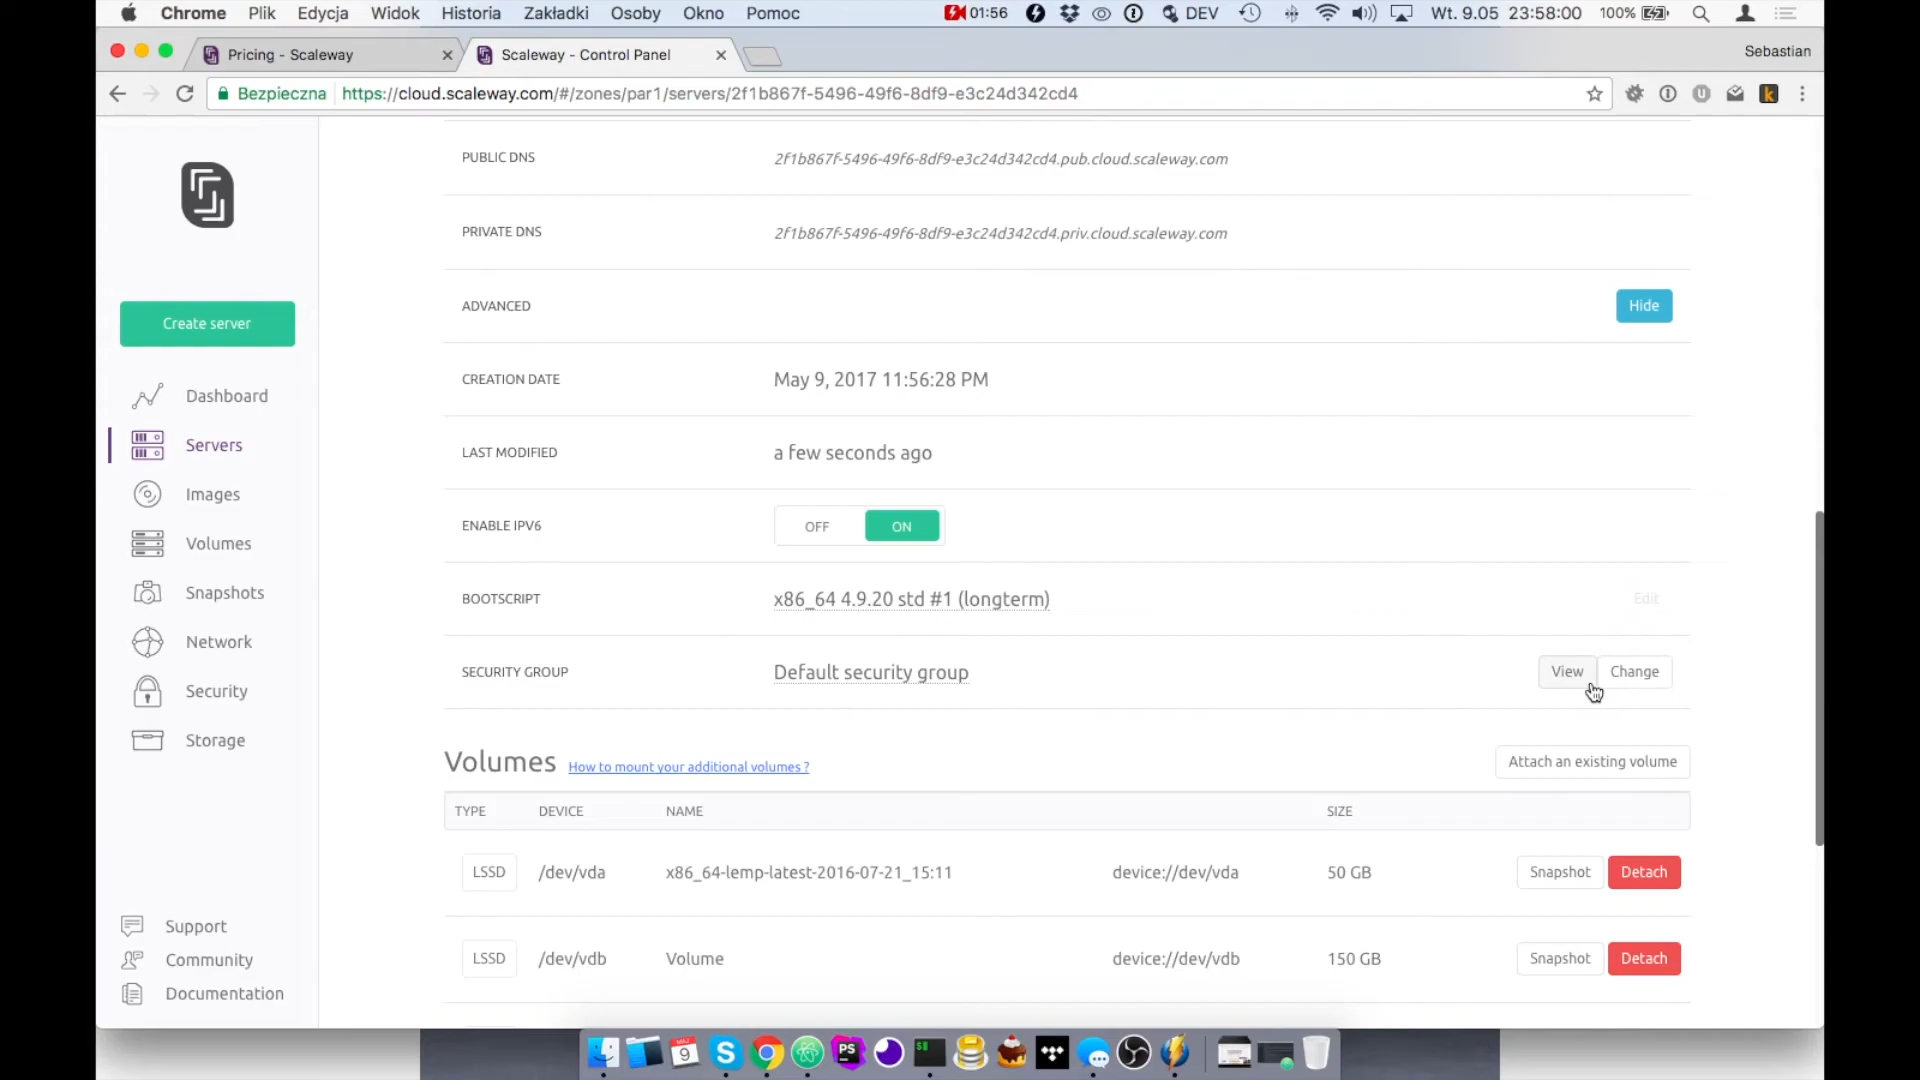 Chrome Plik Edycja Widok Historia Zakładki Osoby Okno Pomoc 01:56 DEV Wt. 9.05 23:58:00 100%
Pricing - Scaleway Scaleway - Control Panel Sebastian
Bezpieczna https://cloud.scaleway.com/#/zones/par1/servers/2f1b867f-5496-49f6-8df9-e3c24d342cd4
PUBLIC DNS 2f1b867f-5496-49f6-8df9-e3c24d342cd4.pub.cloud.scaleway.com
PRIVATE DNS 2f1b867f-5496-49f6-8df9-e3c24d342cd4.priv.cloud.scaleway.com
ADVANCED Hide
Create server
CREATION DATE May 9, 2017 11:56:28 PM
Dashboard
LAST MODIFIED a few seconds ago
Servers
Images
ENABLE IPV6 OFF ON
Volumes
Snapshots
BOOTSCRIPT x86_64 4.9.20 std #1 (longterm) Edit
Network
SECURITY GROUP Default security group View Change
Security
Storage
Volumes How to mount your additional volumes ? Attach an existing volume
TYPE DEVICE NAME SIZE
LSSD /dev/vda x86_64-lemp-latest-2016-07-21_15:11 device://dev/vda 50 GB Snapshot Detach
LSSD /dev/vdb Volume device://dev/vdb 150 GB Snapshot Detach
Support
Community
Documentation
9
PS